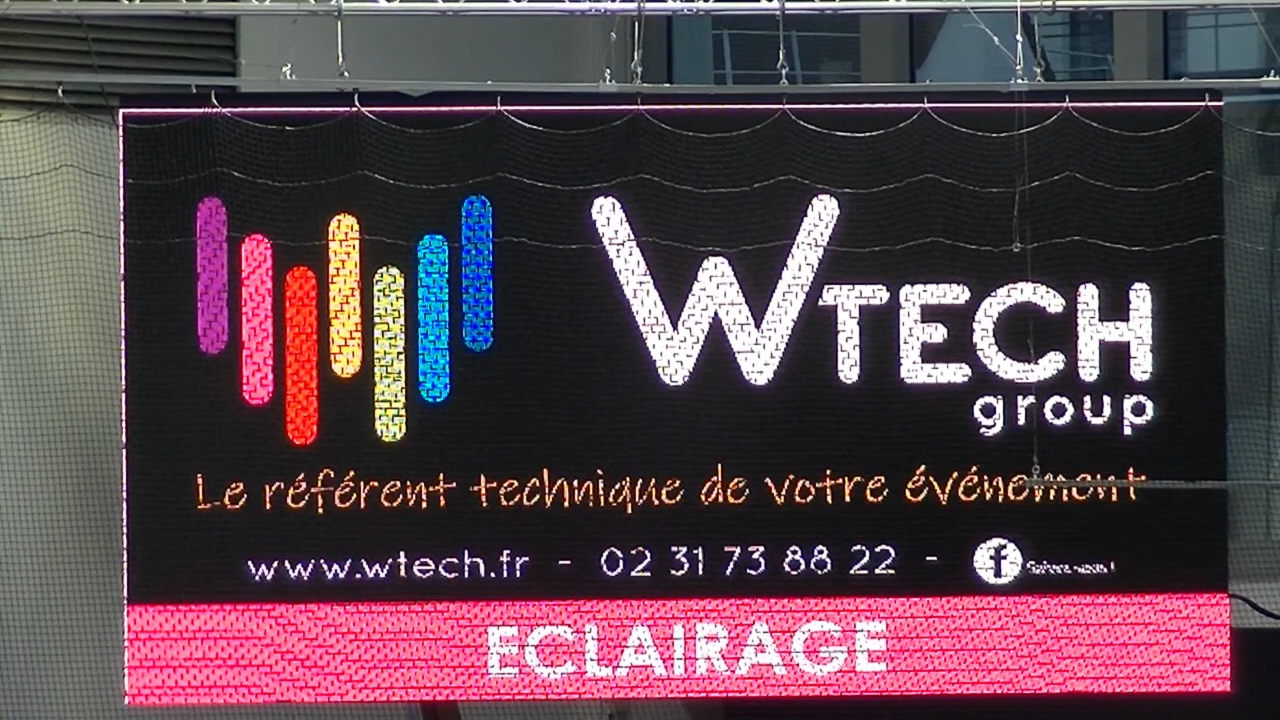 WTECH
group
Le référent technique de votre événement
www.wtech.fr - 02 31 73 88 22 -
ECLAIRAGE